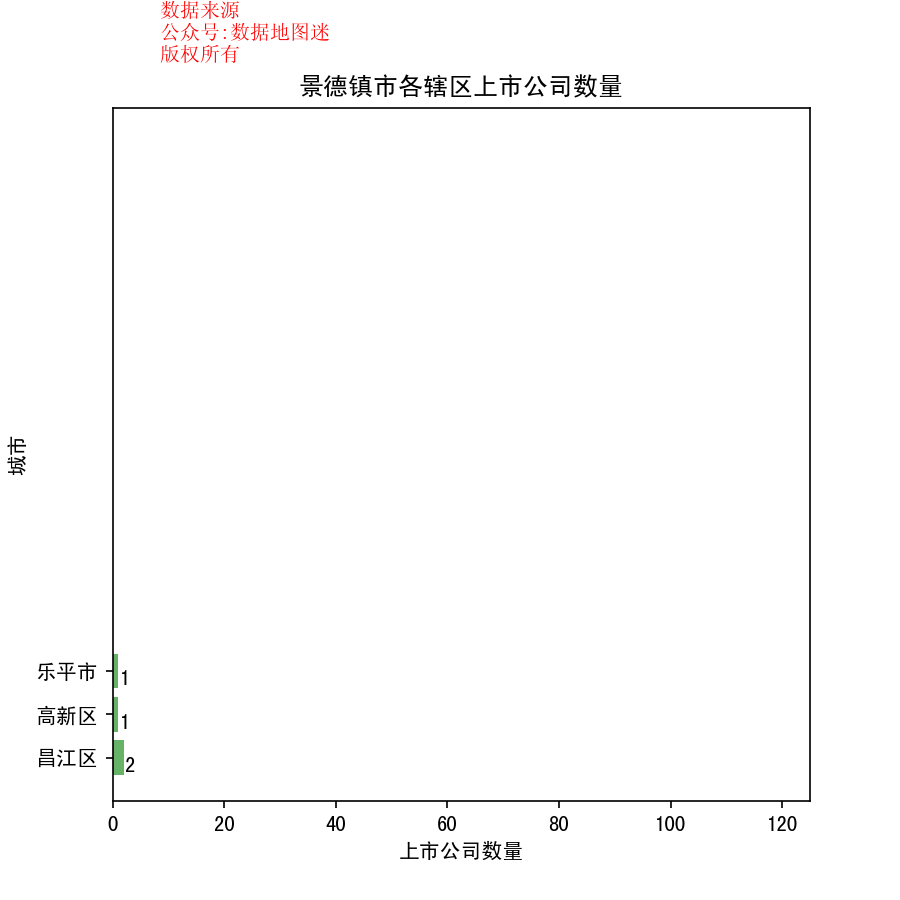 数据来源
公众号:数据地图迷
版权所有
景德镇市各辖区上市公司数量
城市
乐平市 1
高新区 1
昌江区 2
0 20 40 60 80 100 120
上市公司数量